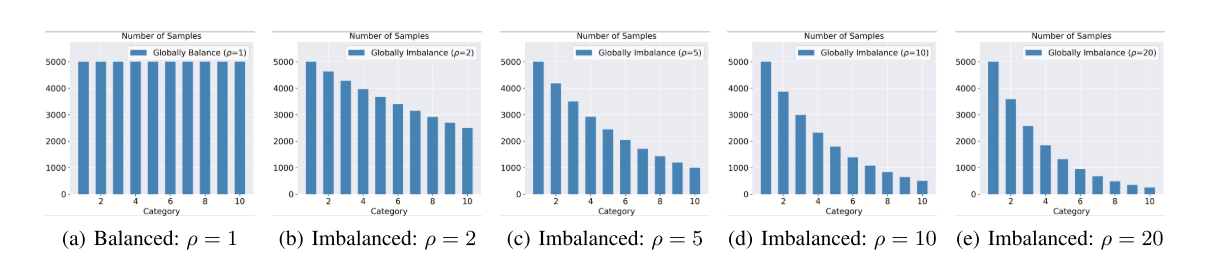 Number of Samples
Globally Balance (ρ=1)
5000
4000
3000
2000
1000
0
2 4 6 8 10
Category
(a) Balanced: ρ = 1
Number of Samples
Globally Imbalance (ρ=2)
5000
4000
3000
2000
1000
0
2 4 6 8 10
Category
(b) Imbalanced: ρ = 2
Number of Samples
Globally Imbalance (ρ=5)
5000
4000
3000
2000
1000
0
2 4 6 8 10
Category
(c) Imbalanced: ρ = 5
Number of Samples
Globally Imbalance (ρ=10)
5000
4000
3000
2000
1000
0
2 4 6 8 10
Category
(d) Imbalanced: ρ = 10
Number of Samples
Globally Imbalance (ρ=20)
5000
4000
3000
2000
1000
0
2 4 6 8 10
Category
(e) Imbalanced: ρ = 20